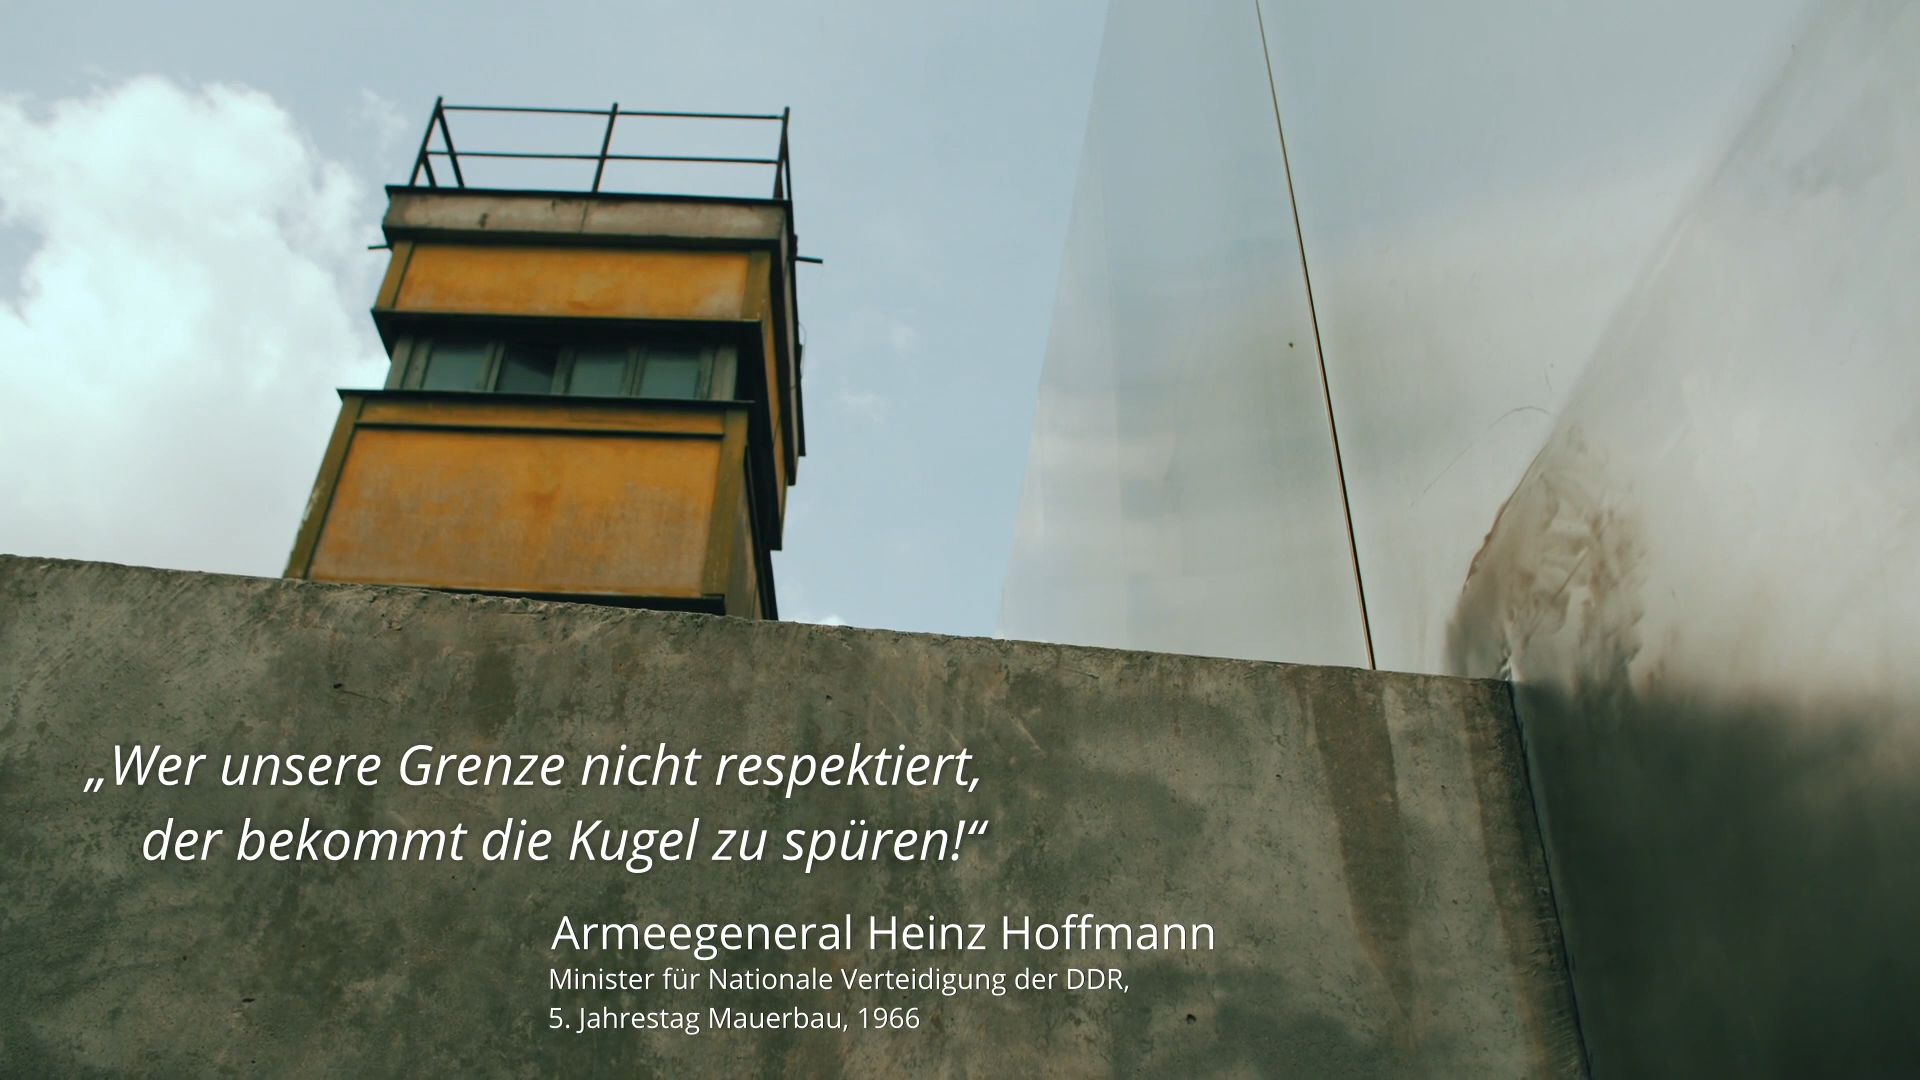 „Wer unsere Grenze nicht respektiert,
der bekommt die Kugel zu spüren!“
Armeegeneral Heinz Hoffmann
Minister für Nationale Verteidigung der DDR,
5. Jahrestag Mauerbau, 1966